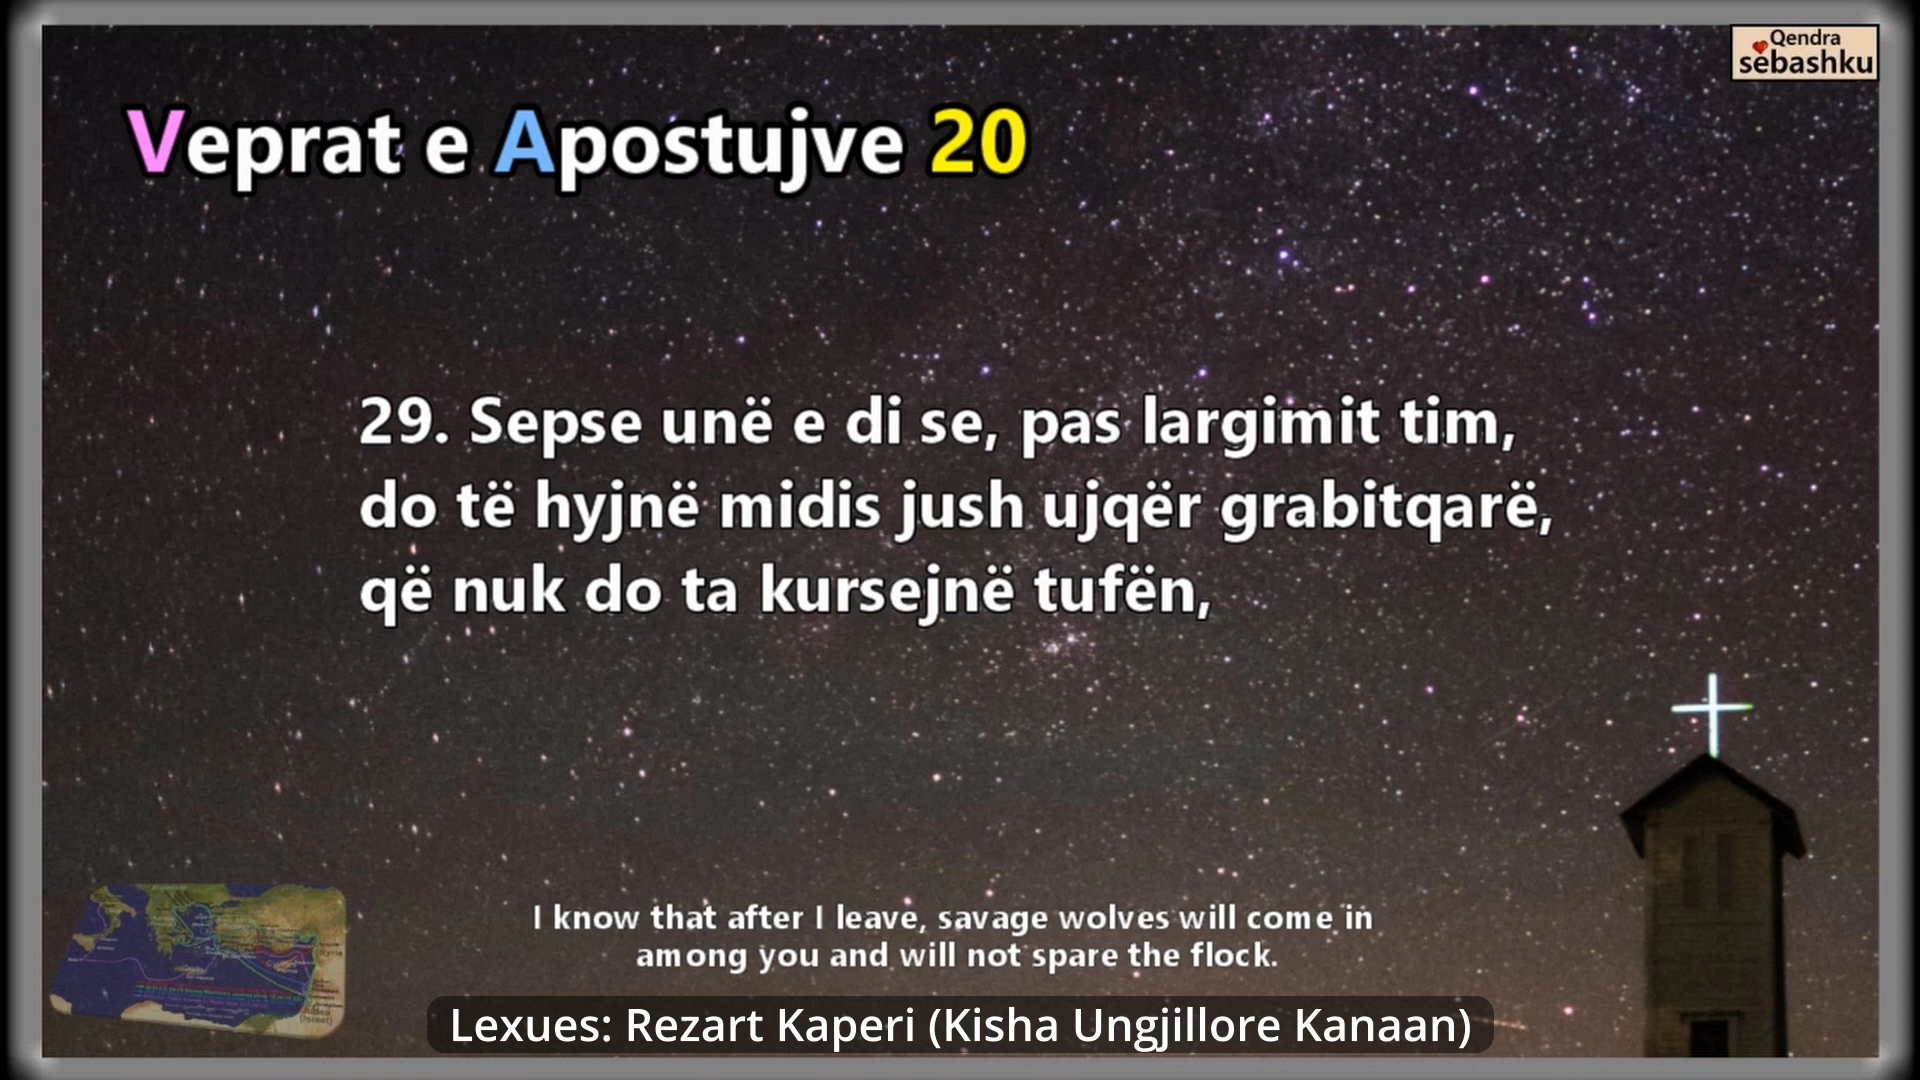 Qendra
sëbashku
Veprat e Apostujve 20
29. Sepse unë e di se, pas largimit tim,
do të hyjnë midis jush ujqër grabitqarë,
që nuk do ta kursejnë tufën,
I know that after I leave, savage wolves will come in
among you and will not spare the flock.
Lexues: Rezart Kaperi (Kisha Ungjillore Kanaan)